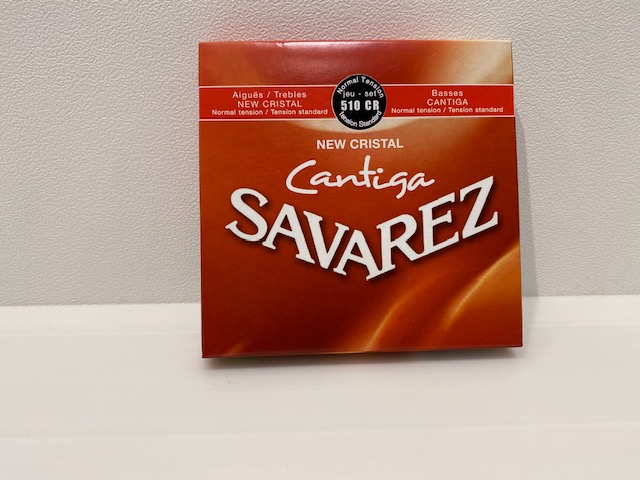 Aiguës / Trebles
NEW CRISTAL
Normal tension / Tension standard
Normal Tension
jeu - set
510 CR
tension Standard
Basses
CANTIGA
Normal tension / Tension standard
NEW CRISTAL
Cantiga
SAVAREZ